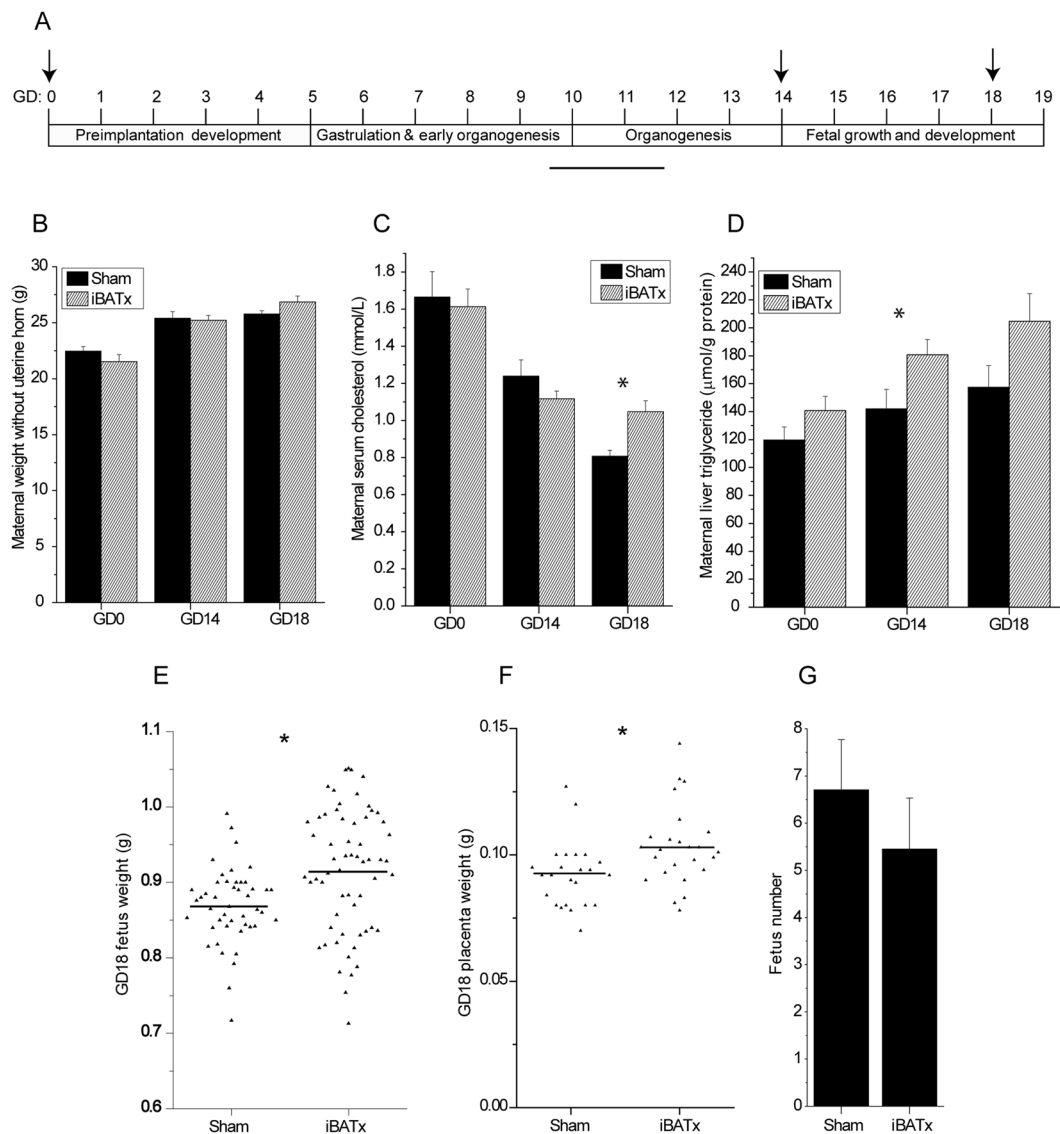 A
GD: 0 1 2 3 4 5 6 7 8 9 10 11 12 13 14 15 16 17 18 19
Preimplantation development Gastrulation & early organogenesis Organogenesis Fetal growth and development
B
Maternal weight without uterine horn (g)
30
25
20
15
10
5
0
Sham
iBATx
GD0 GD14 GD18
C
Maternal serum cholesterol (mmol/L)
1.8
1.6
1.4
1.2
1.0
0.8
0.6
0.4
0.2
0.0
Sham
iBATx
*
GD0 GD14 GD18
D
Maternal liver triglyceride (μmol/g protein)
240
220
200
180
160
140
120
100
80
60
40
20
0
Sham
iBATx
*
GD0 GD14 GD18
E
GD18 fetus weight (g)
1.1
1.0
0.9
0.8
0.7
0.6
*
Sham iBATx
F
GD18 placenta weight (g)
0.15
0.10
0.05
0.00
*
Sham iBATx
G
Fetus number
8
7
6
5
4
3
2
1
0
Sham iBATx